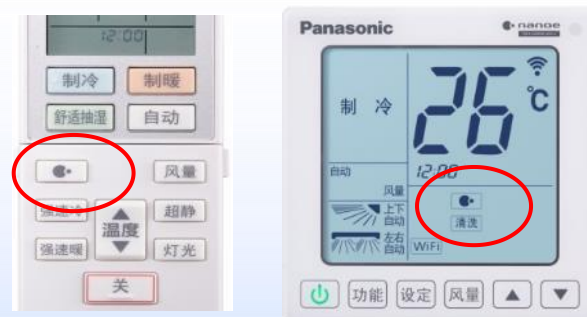 12:00
制冷
制暖
舒适抽湿
自动
风量
强速冷
超静
温度
强速暖
灯光
关
Panasonic
nanoe
制 冷
26
℃
自动
12:00
风量
上下
自动
清洗
左右
自动
WiFi
功能
设定
风量